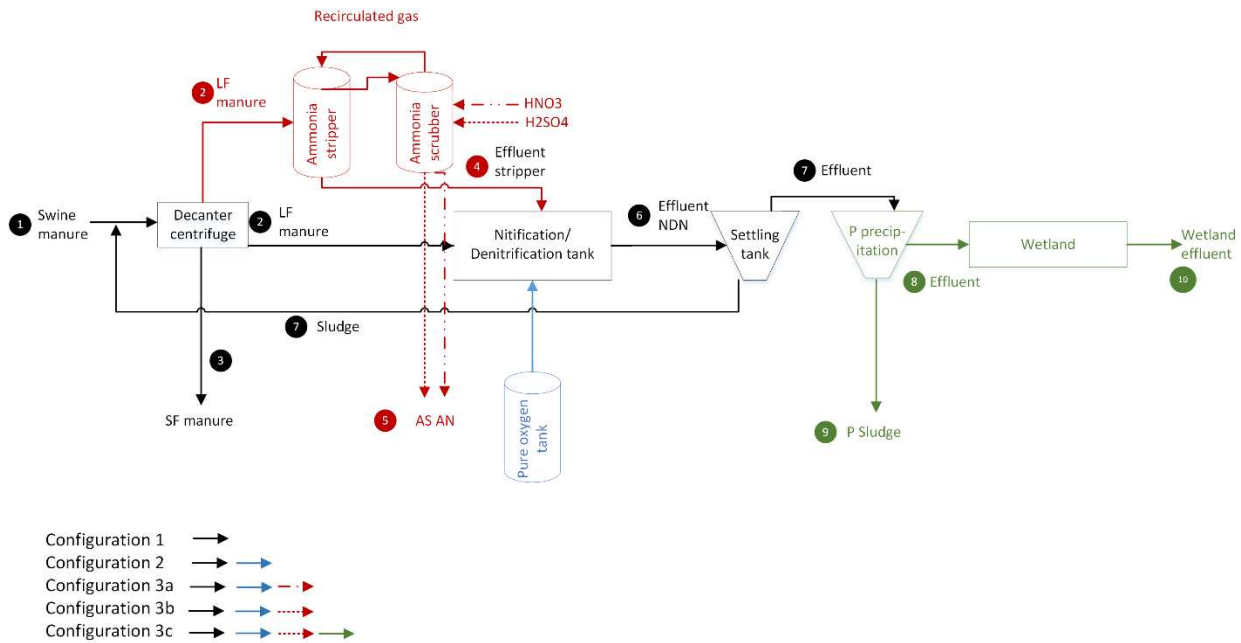 Recirculated gas
2
LF
manure
Ammonia
stripper
Ammonia
scrubber
HNO3
H2SO4
4
Effluent
stripper
7
Effluent
1
Swine
manure
Decanter
centrifuge
2
LF
manure
Nitification/
Denitrification tank
6
Effluent
NDN
Settling
tank
P precip-
itation
8
Effluent
Wetland
Wetland
effluent
10
7
Sludge
3
SF manure
5
AS AN
Pure oxygen
tank
9
P Sludge
Configuration 1
Configuration 2
Configuration 3a
Configuration 3b
Configuration 3c